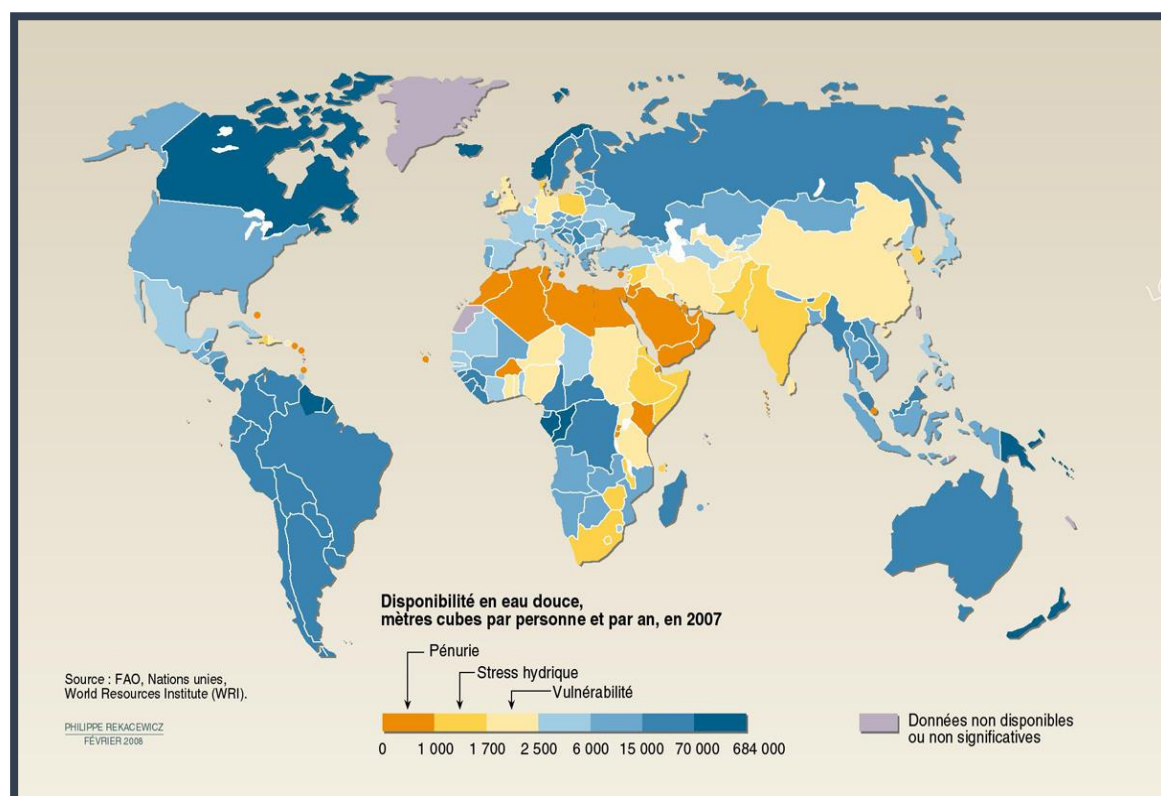 Disponibilité en eau douce,
mètres cubes par personne et par an, en 2007
Pénurie
Stress hydrique
Vulnérabilité
0 1 000 1 700 2 500 6 000 15 000 70 000 684 000
Données non disponibles
ou non significatives
Source : FAO, Nations unies,
World Resources Institute (WRI).
PHILIPPE REKACEWICZ
FÉVRIER 2008